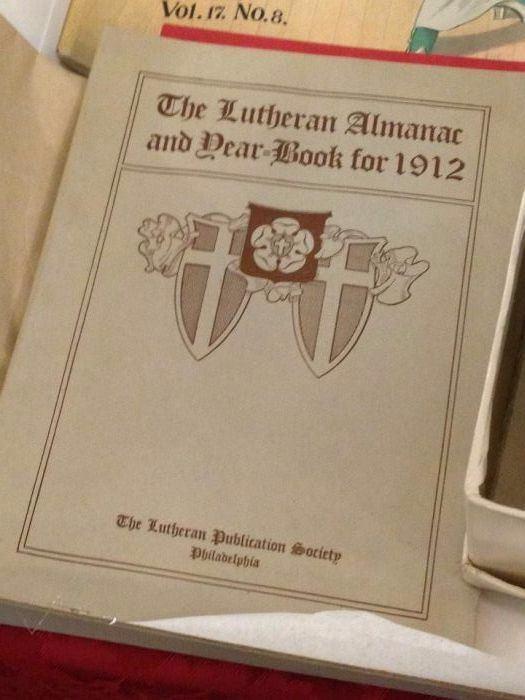 Vol. 17. No. 8.
The Lutheran Almanac
and Year-Book for 1912
The Lutheran Publication Society
Philadelphia